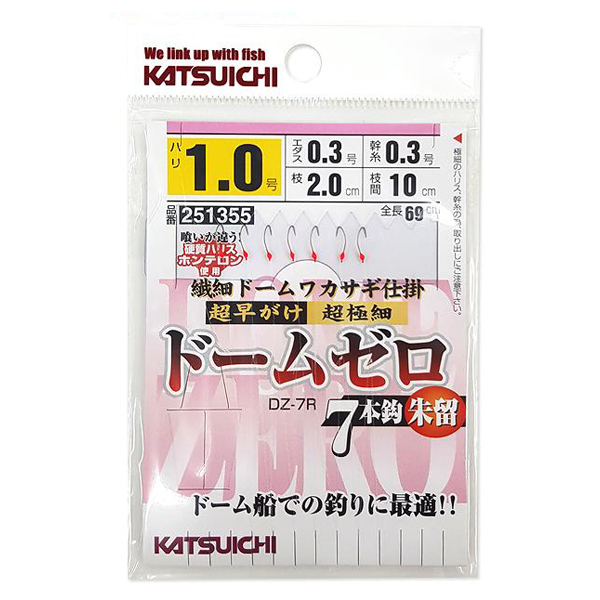 We link up with fish
KATSUICHI
ハリ 1.0号
エダス 0.3号 幹糸 0.3号
枝 2.0cm 枝間 10cm
品番 251355 全長 69cm
喰いが違う!
硬質ハリス
ホンテロン
使用
繊細ドームワカサギ仕掛
超早がけ 超極細
ドームゼロ
DZ-7R
7本鈎 朱留
ZERO
ドーム船での釣りに最適!!
KATSUICHI